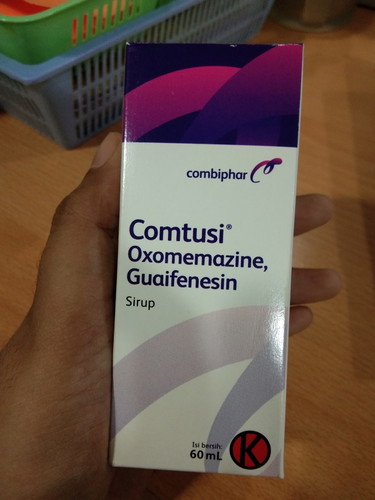 combiphar
Comtusi®
Oxomemazine,
Guaifenesin
Sirup
Isi bersih:
60 mL
K